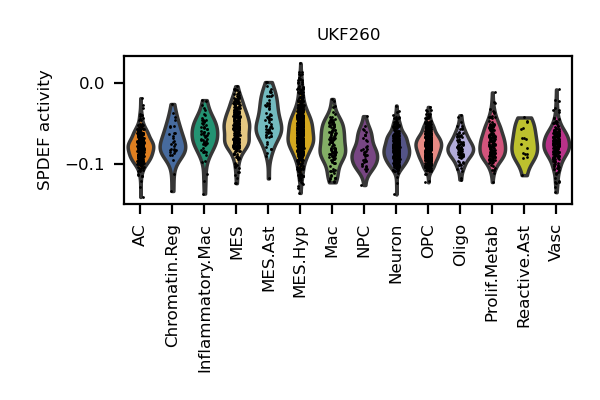 UKF260
SPDEF activity
0.0
−0.1
AC
Chromatin.Reg
Inflammatory.Mac
MES
MES.Ast
MES.Hyp
Mac
NPC
Neuron
OPC
Oligo
Prolif.Metab
Reactive.Ast
Vasc